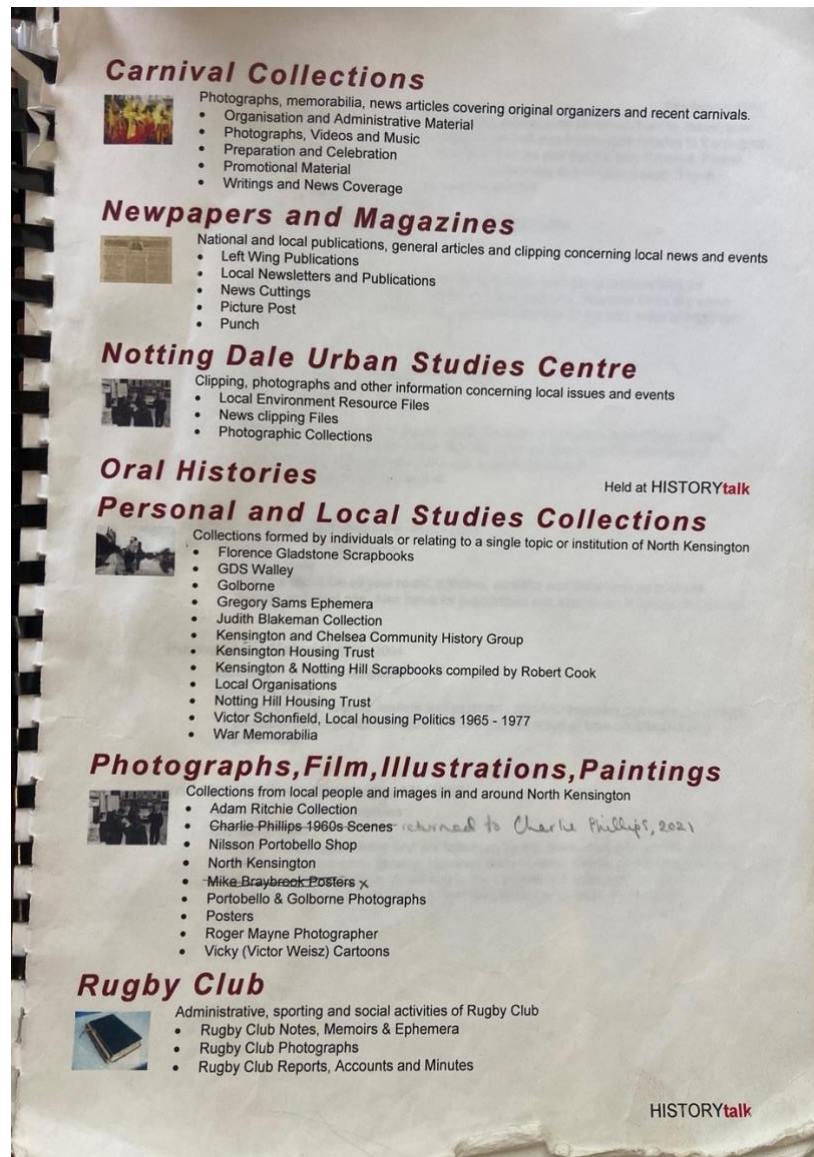 Carnival Collections
Photographs, memorabilia, news articles covering original organizers and recent carnivals.
• Organisation and Administrative Material
• Photographs, Videos and Music
• Preparation and Celebration
• Promotional Material
• Writings and News Coverage
Newpapers and Magazines
National and local publications, general articles and clipping concerning local news and events
• Left Wing Publications
• Local Newsletters and Publications
• News Cuttings
• Picture Post
• Punch
Notting Dale Urban Studies Centre
Clipping, photographs and other information concerning local issues and events
• Local Environment Resource Files
• News clipping Files
• Photographic Collections
Oral Histories
Held at HISTORYtalk
Personal and Local Studies Collections
Collections formed by individuals or relating to a single topic or institution of North Kensington
• Florence Gladstone Scrapbooks
• GDS Walley
• Golborne
• Gregory Sams Ephemera
• Judith Blakeman Collection
• Kensington and Chelsea Community History Group
• Kensington Housing Trust
• Kensington & Notting Hill Scrapbooks compiled by Robert Cook
• Local Organisations
• Notting Hill Housing Trust
• Victor Schonfield, Local housing Politics 1965 - 1977
• War Memorabilia
Photographs,Film,Illustrations,Paintings
Collections from local people and images in and around North Kensington
• Adam Ritchie Collection
• Charlie Phillips 1960s Scenes returned to Charlie Phillips, 2021
• Nilsson Portobello Shop
• North Kensington
• Mike Braybrook Posters x
• Portobello & Golborne Photographs
• Posters
• Roger Mayne Photographer
• Vicky (Victor Weisz) Cartoons
Rugby Club
Administrative, sporting and social activities of Rugby Club
• Rugby Club Notes, Memoirs & Ephemera
• Rugby Club Photographs
• Rugby Club Reports, Accounts and Minutes
HISTORYtalk